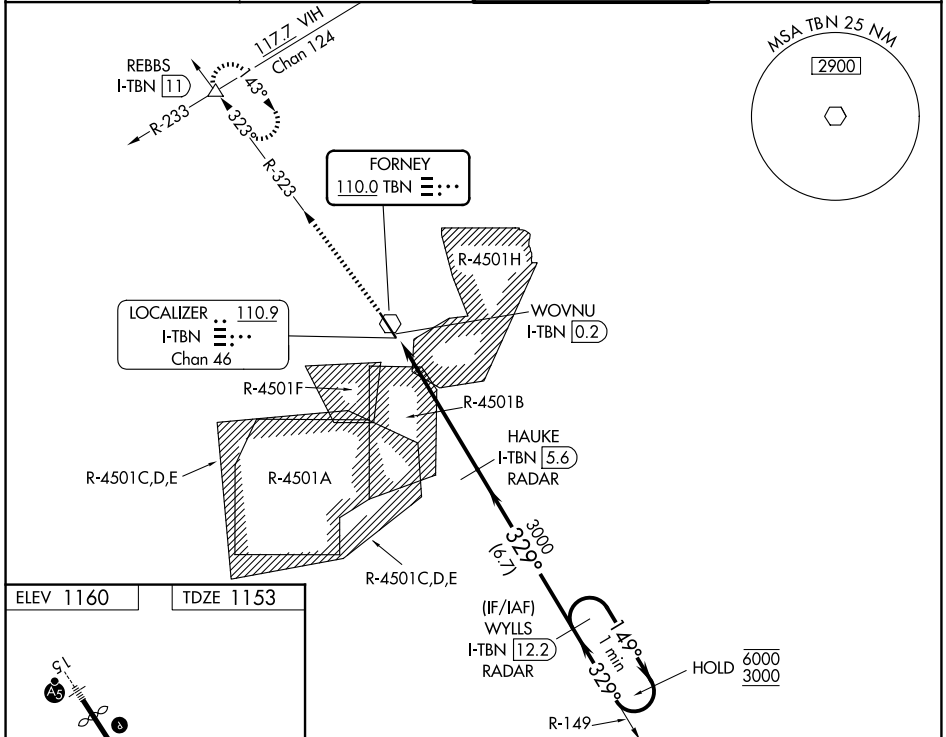 117.7 VIH
Chan 124
REBBS
I-TBN 11
R-233
143°
323°
R-323
MSA TBN 25 NM
2900
FORNEY
110.0 TBN
R-4501H
LOCALIZER 110.9
I-TBN
Chan 46
WOVNU
I-TBN 0.2
R-4501F
R-4501B
HAUKE
I-TBN 5.6
RADAR
R-4501C,D,E
R-4501A
3000
329°
(6.7)
R-4501C,D,E
ELEV 1160
TDZE 1153
(IF/IAF)
WYLLS
I-TBN 12.2
RADAR
149°
1 min
329°
HOLD 6000
3000
R-149
15
A5